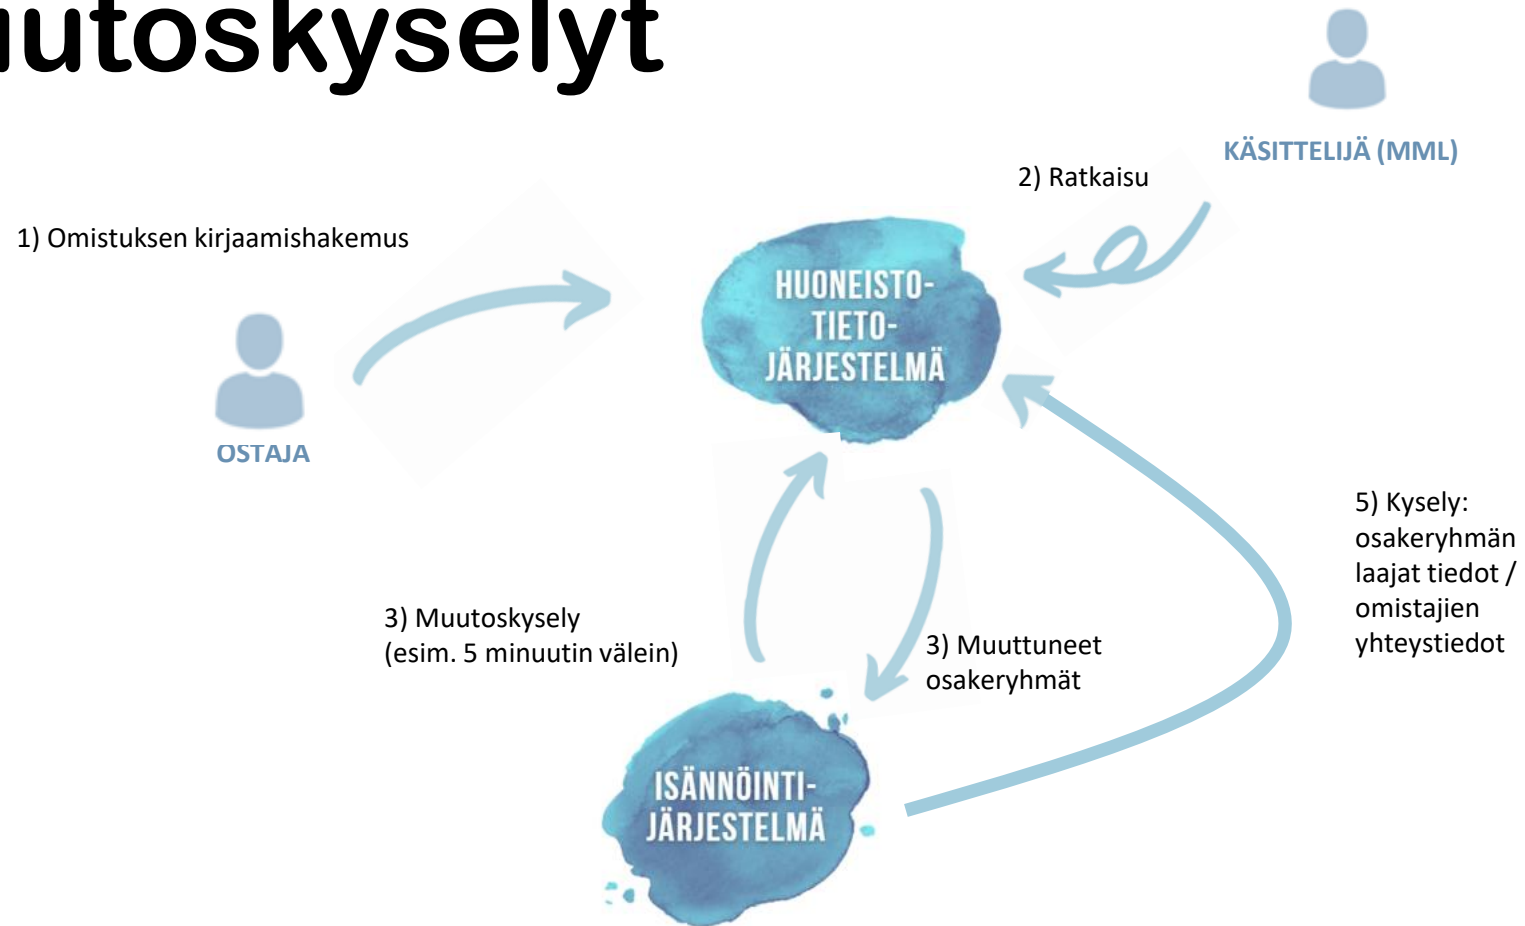 utoskyselyt
KÄSITTELIJÄ (MML)
2) Ratkaisu
1) Omistuksen kirjaamishakemus
HUONEISTO-
TIETO-
JÄRJESTELMÄ
OSTAJA
5) Kysely:
osakeryhmän
laajat tiedot /
omistajien
yhteystiedot
3) Muutoskysely
(esim. 5 minuutin välein)
3) Muuttuneet
osakeryhmät
ISÄNNÖINTI-
JÄRJESTELMÄ